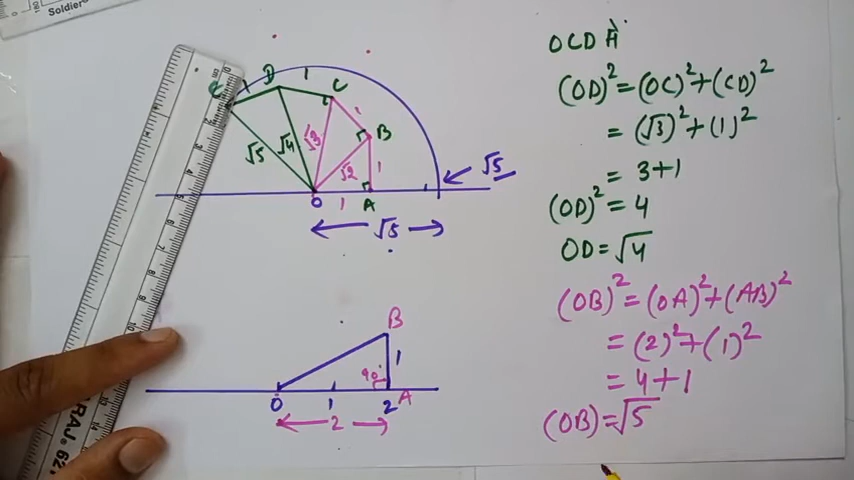 Soldier
OCD À
(OD)² = (OC)² + (CD)²
= (√3)² + (1)²
= 3+1
(OD)² = 4
OD = √4
(OB)² = (OA)² + (AB)²
= (2)² + (1)²
= 4+1
(OB) = √5
D 1 C
1
√5 √4 √3 √2 B 1
√5
O 1 A
√5
B
1
90°
O 1 2 A
2